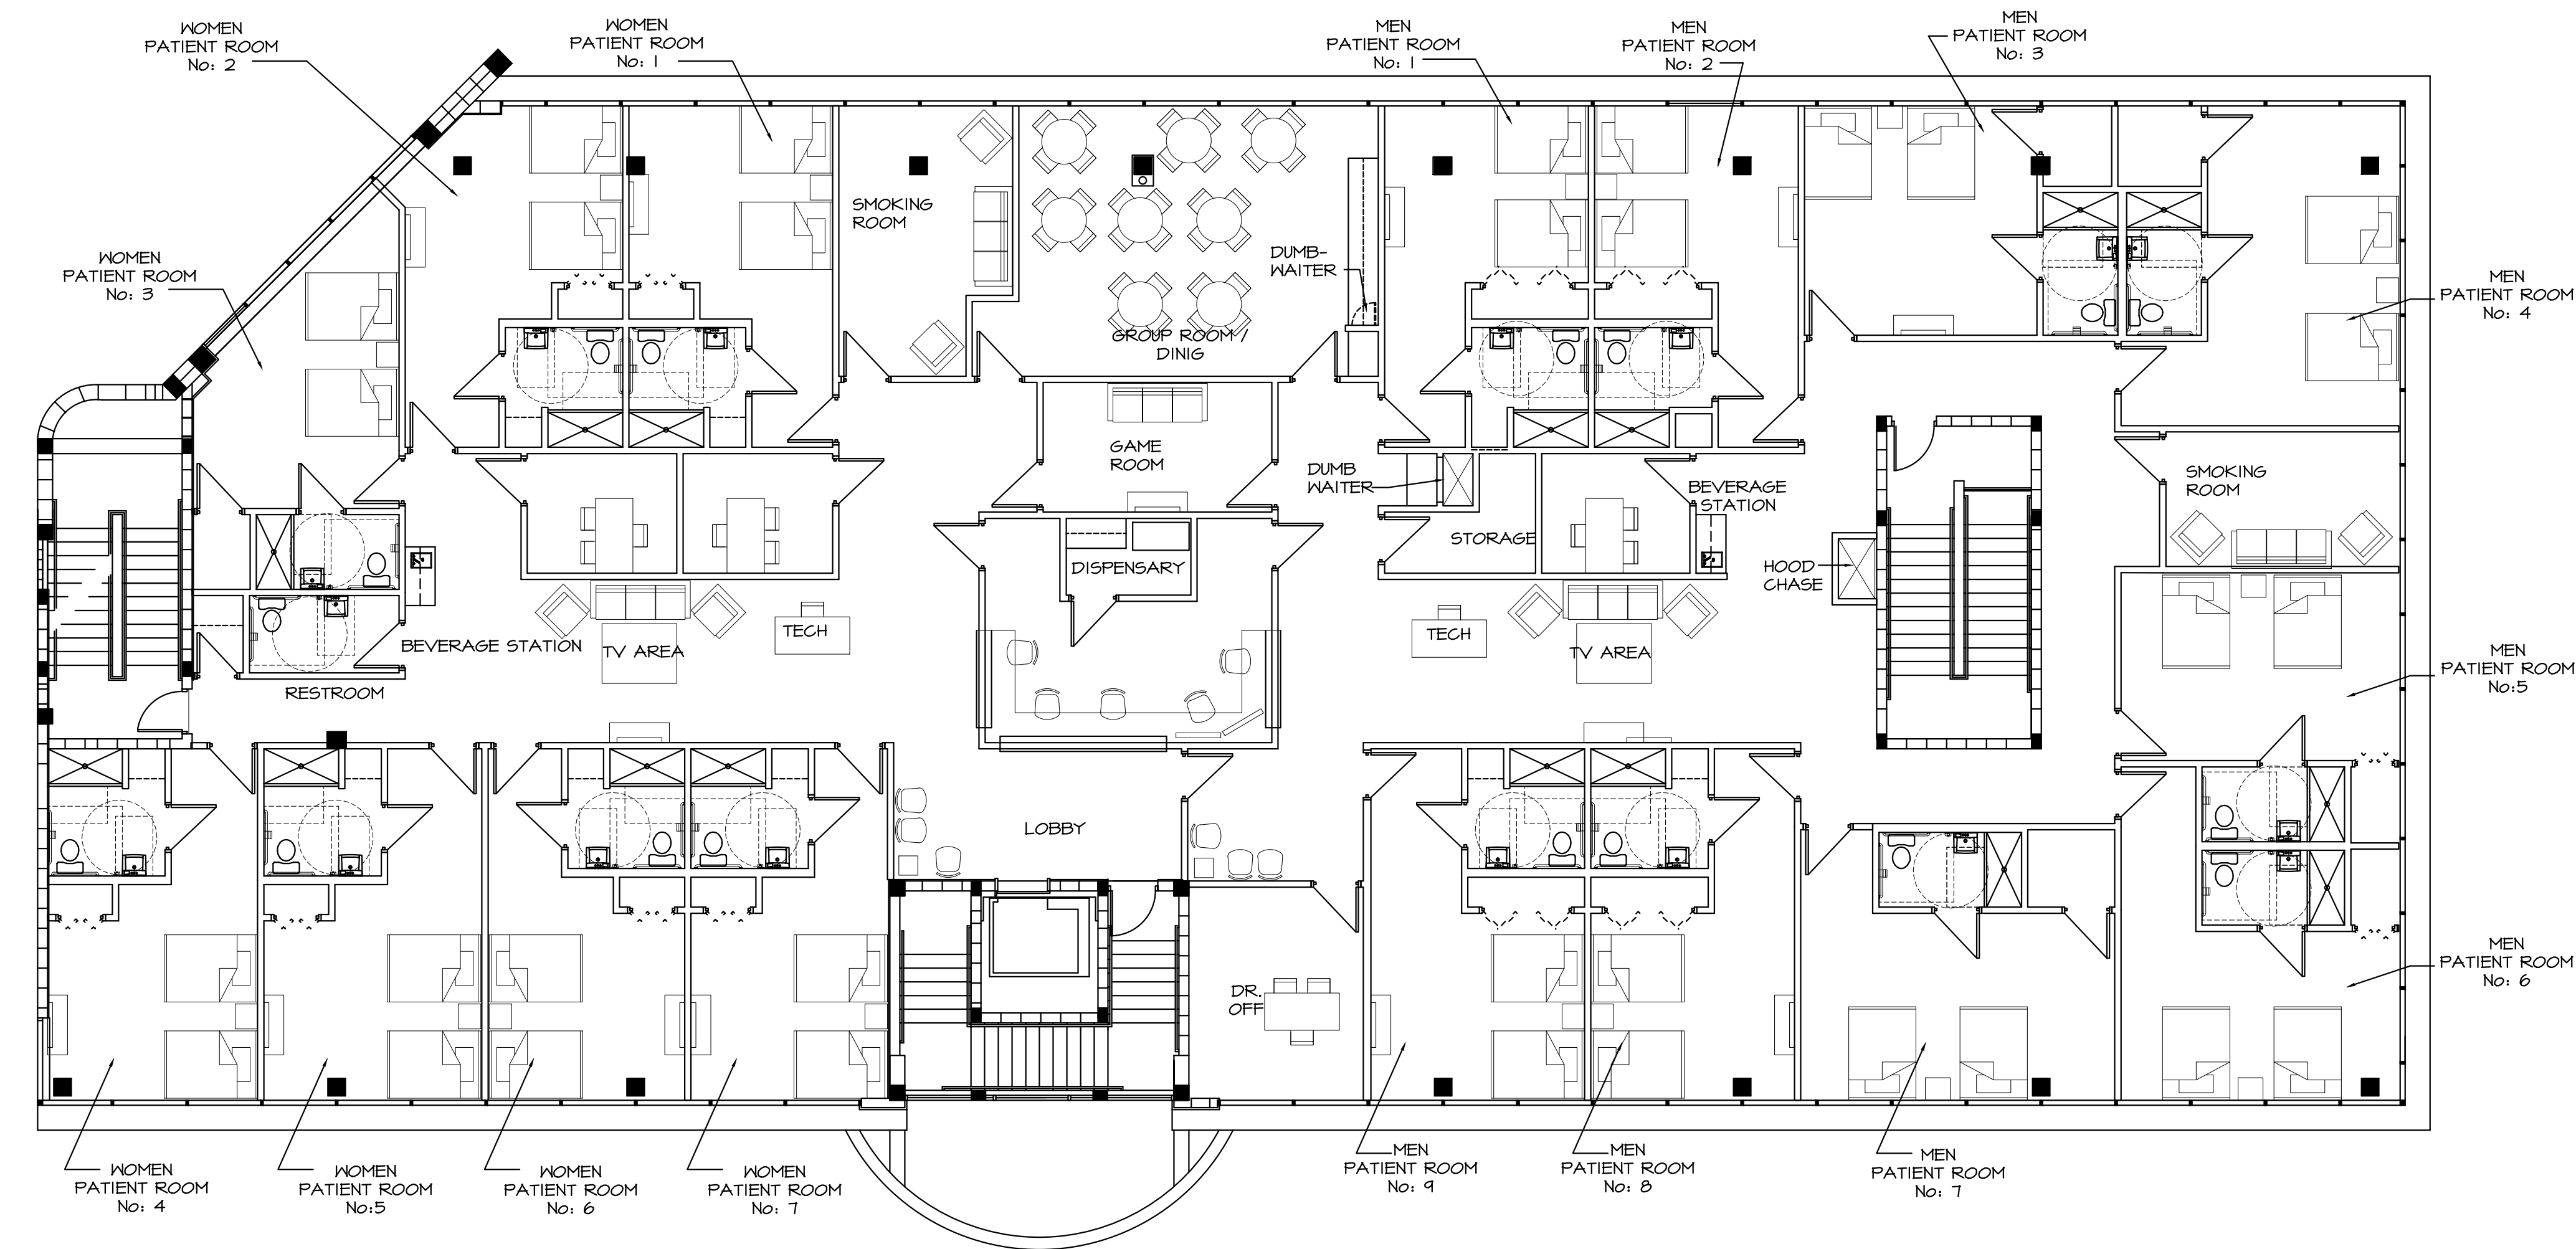 WOMEN
PATIENT ROOM
No: 2
WOMEN
PATIENT ROOM
No: 1
MEN
PATIENT ROOM
No: 1
MEN
PATIENT ROOM
No: 2
MEN
PATIENT ROOM
No: 3
WOMEN
PATIENT ROOM
No: 3
SMOKING
ROOM
DUMB-
WAITER
GROUP ROOM /
DINIG
MEN
PATIENT ROOM
No: 4
GAME
ROOM
DUMB
WAITER
BEVERAGE
STATION
SMOKING
ROOM
STORAGE
DISPENSARY
HOOD
CHASE
BEVERAGE STATION
TV AREA
TECH
TECH
TV AREA
RESTROOM
MEN
PATIENT ROOM
No:5
LOBBY
DR.
OFF
MEN
PATIENT ROOM
No: 6
WOMEN
PATIENT ROOM
No: 4
WOMEN
PATIENT ROOM
No:5
WOMEN
PATIENT ROOM
No: 6
WOMEN
PATIENT ROOM
No: 7
MEN
PATIENT ROOM
No: 9
MEN
PATIENT ROOM
No: 8
MEN
PATIENT ROOM
No: 7